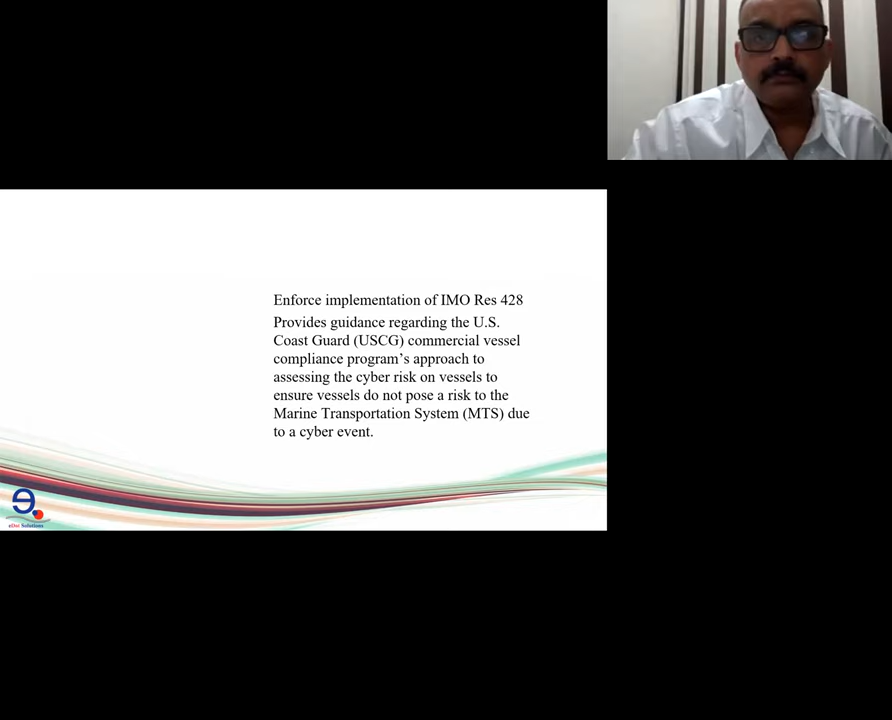 Enforce implementation of IMO Res 428
Provides guidance regarding the U.S.
Coast Guard (USCG) commercial vessel
compliance program’s approach to
assessing the cyber risk on vessels to
ensure vessels do not pose a risk to the
Marine Transportation System (MTS) due
to a cyber event.
eDot Solutions